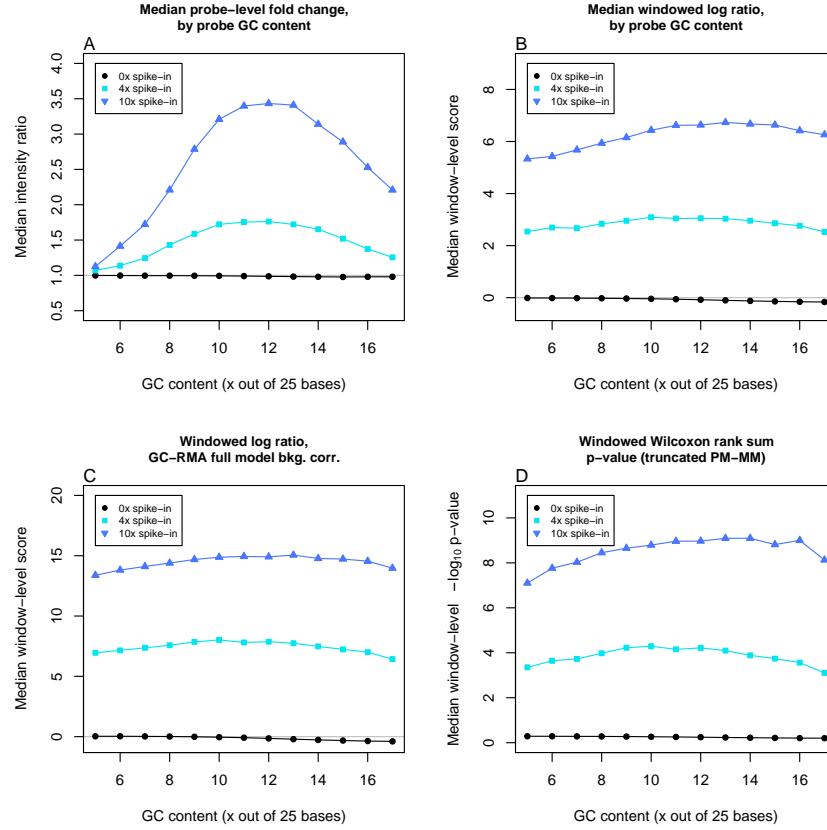 Median probe-level fold change,
by probe GC content
A
0x spike-in
4x spike-in
10x spike-in
Median intensity ratio
0.5 1.0 1.5 2.0 2.5 3.0 3.5 4.0
6 8 10 12 14 16
GC content (x out of 25 bases)
Median windowed log ratio,
by probe GC content
B
0x spike-in
4x spike-in
10x spike-in
Median window-level score
0 2 4 6 8
6 8 10 12 14 16
GC content (x out of 25 bases)
Windowed log ratio,
GC-RMA full model bkg. corr.
C
0x spike-in
4x spike-in
10x spike-in
Median window-level score
0 5 10 15 20
6 8 10 12 14 16
GC content (x out of 25 bases)
Windowed Wilcoxon rank sum
p-value (truncated PM-MM)
D
0x spike-in
4x spike-in
10x spike-in
Median window-level -log10 p-value
0 2 4 6 8 10
6 8 10 12 14 16
GC content (x out of 25 bases)